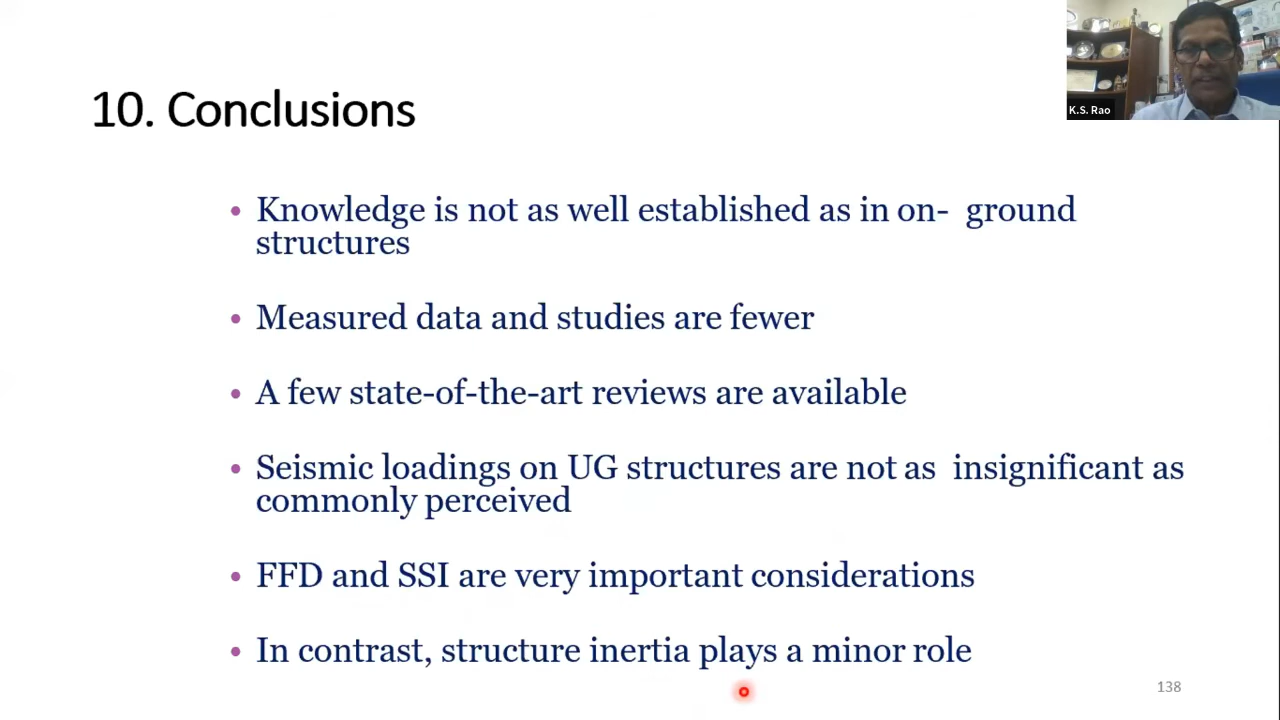 K.S. Rao
10. Conclusions
• Knowledge is not as well established as in on- ground
structures
• Measured data and studies are fewer
• A few state-of-the-art reviews are available
• Seismic loadings on UG structures are not as insignificant as
commonly perceived
• FFD and SSI are very important considerations
• In contrast, structure inertia plays a minor role
138